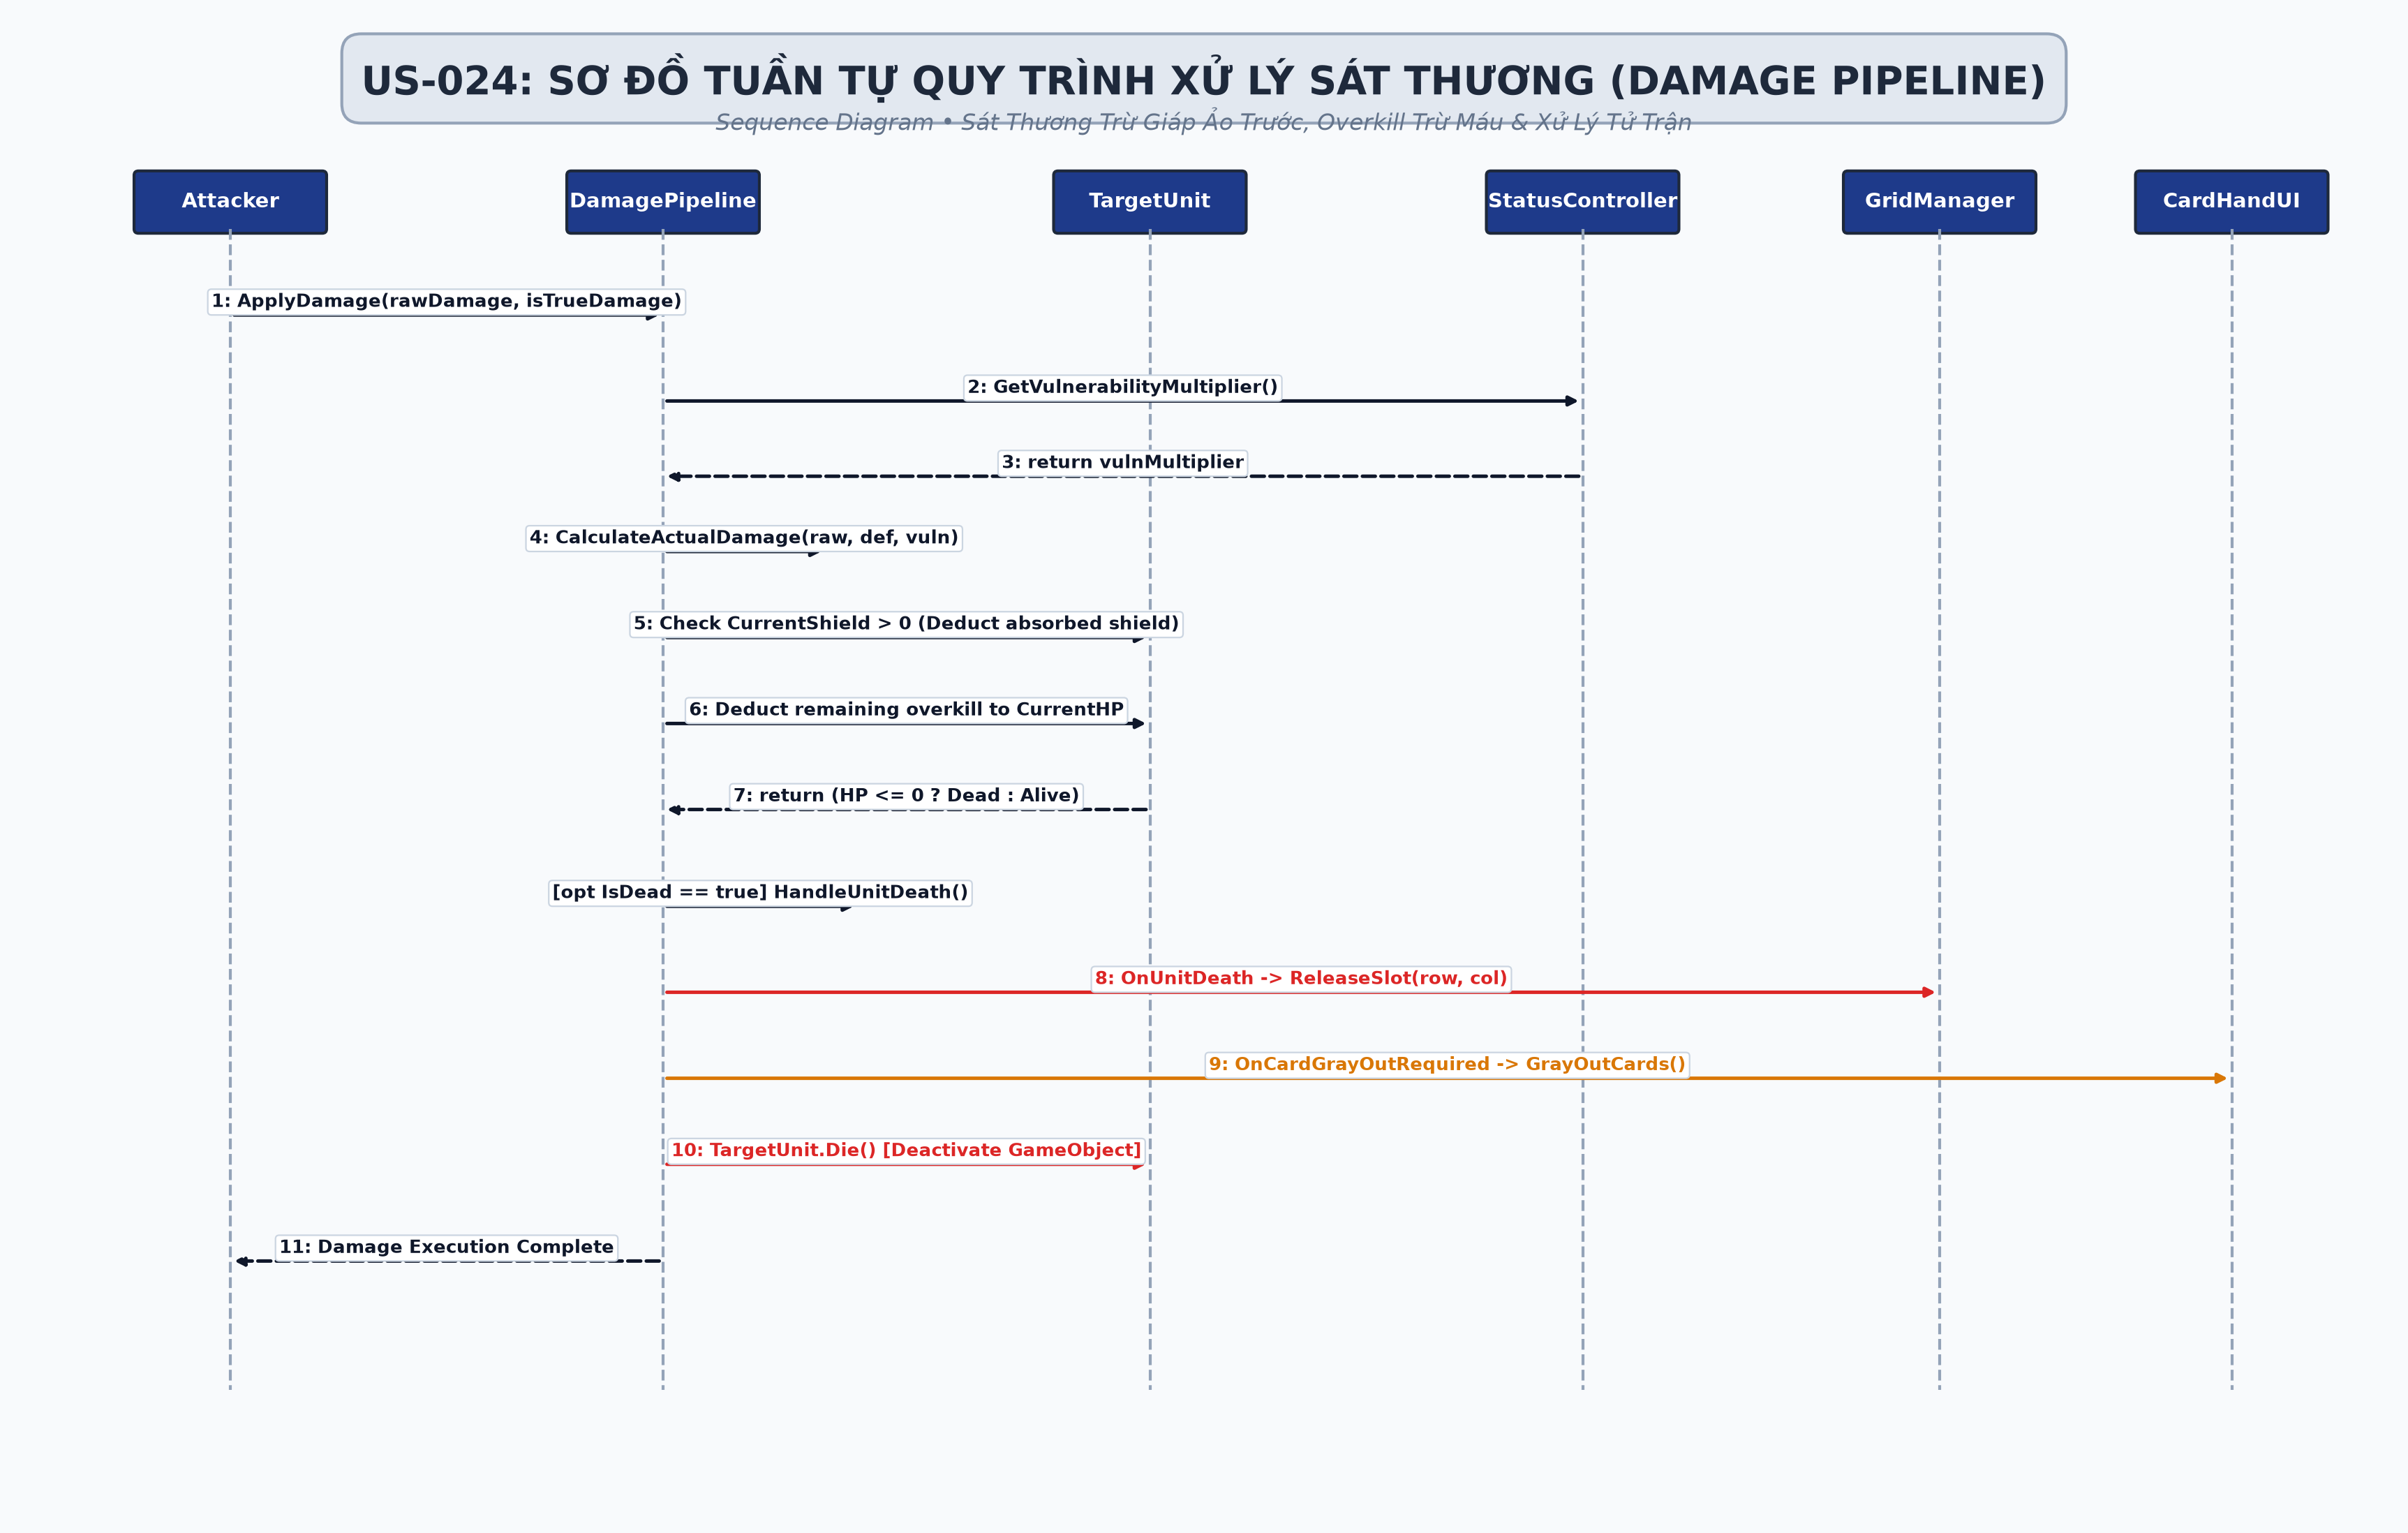 US-024: SƠ ĐỒ TUẦN TỰ QUY TRÌNH XỬ LÝ SÁT THƯƠNG (DAMAGE PIPELINE)
Sequence Diagram • Sát Thương Trừ Giáp Ảo Trước, Overkill Trừ Máu & Xử Lý Tử Trận
Attacker
DamagePipeline
TargetUnit
StatusController
GridManager
CardHandUI
1: ApplyDamage(rawDamage, isTrueDamage)
2: GetVulnerabilityMultiplier()
3: return vulnMultiplier
4: CalculateActualDamage(raw, def, vuln)
5: Check CurrentShield > 0 (Deduct absorbed shield)
6: Deduct remaining overkill to CurrentHP
7: return (HP <= 0 ? Dead : Alive)
[opt IsDead == true] HandleUnitDeath()
8: OnUnitDeath -> ReleaseSlot(row, col)
9: OnCardGrayOutRequired -> GrayOutCards()
10: TargetUnit.Die() [Deactivate GameObject]
11: Damage Execution Complete